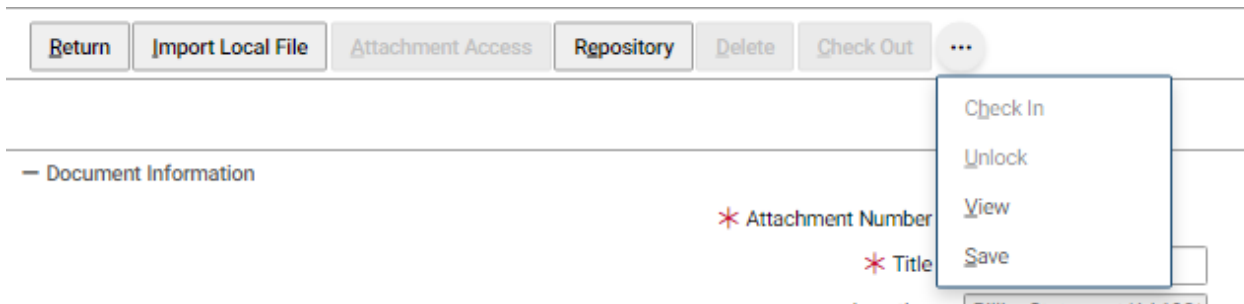 Return Import Local File Attachment Access Repository Delete Check Out ...
Check In
Unlock
Document Information
View
Attachment Number
Save
Title